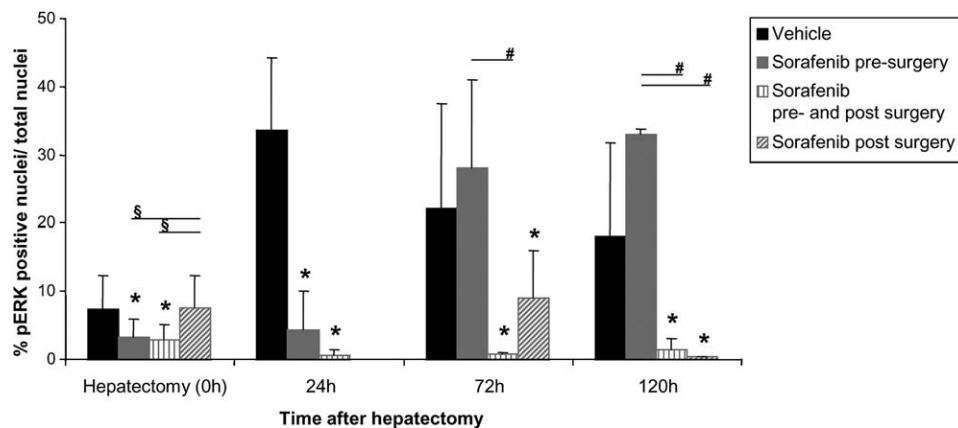 % pERK positive nuclei/ total nuclei
50
40
30
20
10
0
§
§
*
*
*
*
#
*
*
#
#
*
*
Hepatectomy (0h)
24h
72h
120h
Time after hepatectomy
Vehicle
Sorafenib pre-surgery
Sorafenib
pre- and post surgery
Sorafenib post surgery